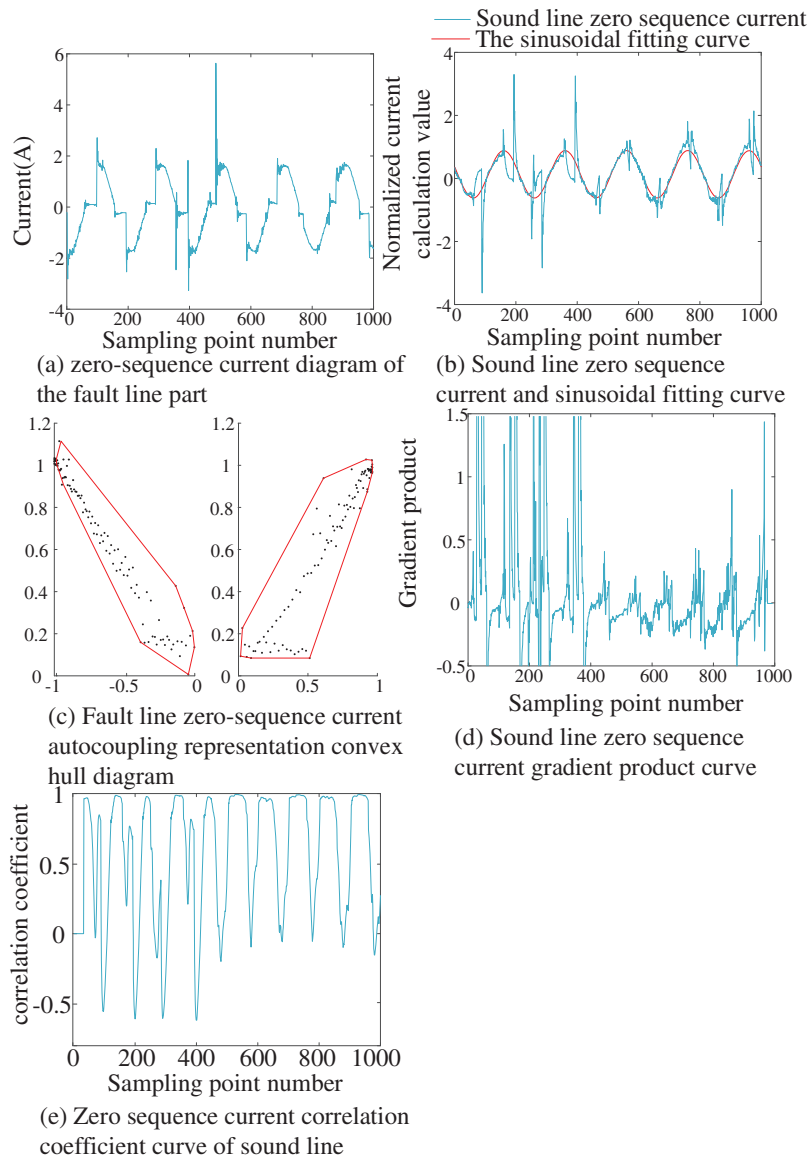 Sound line zero sequence current
The sinusoidal fitting curve
6
4
2
0
-2
-4
Current(A)
0 200 400 600 800 1000
Sampling point number
(a) zero-sequence current diagram of
the fault line part
4
2
0
-2
-4
Normalized current
calculation value
0 200 400 600 800 1000
Sampling point number
(b) Sound line zero sequence
current and sinusoidal fitting curve
1.2
1
0.8
0.6
0.4
0.2
0
-1 -0.5 0
1.2
1
0.8
0.6
0.4
0.2
0
0 0.5 1
(c) Fault line zero-sequence current
autocoupling representation convex
hull diagram
1.5
1
0.5
0
-0.5
Gradient product
0 200 400 600 800 1000
Sampling point number
(d) Sound line zero sequence
current gradient product curve
1
0.5
0
-0.5
correlation coefficient
0 200 400 600 800 1000
Sampling point number
(e) Zero sequence current correlation
coefficient curve of sound line